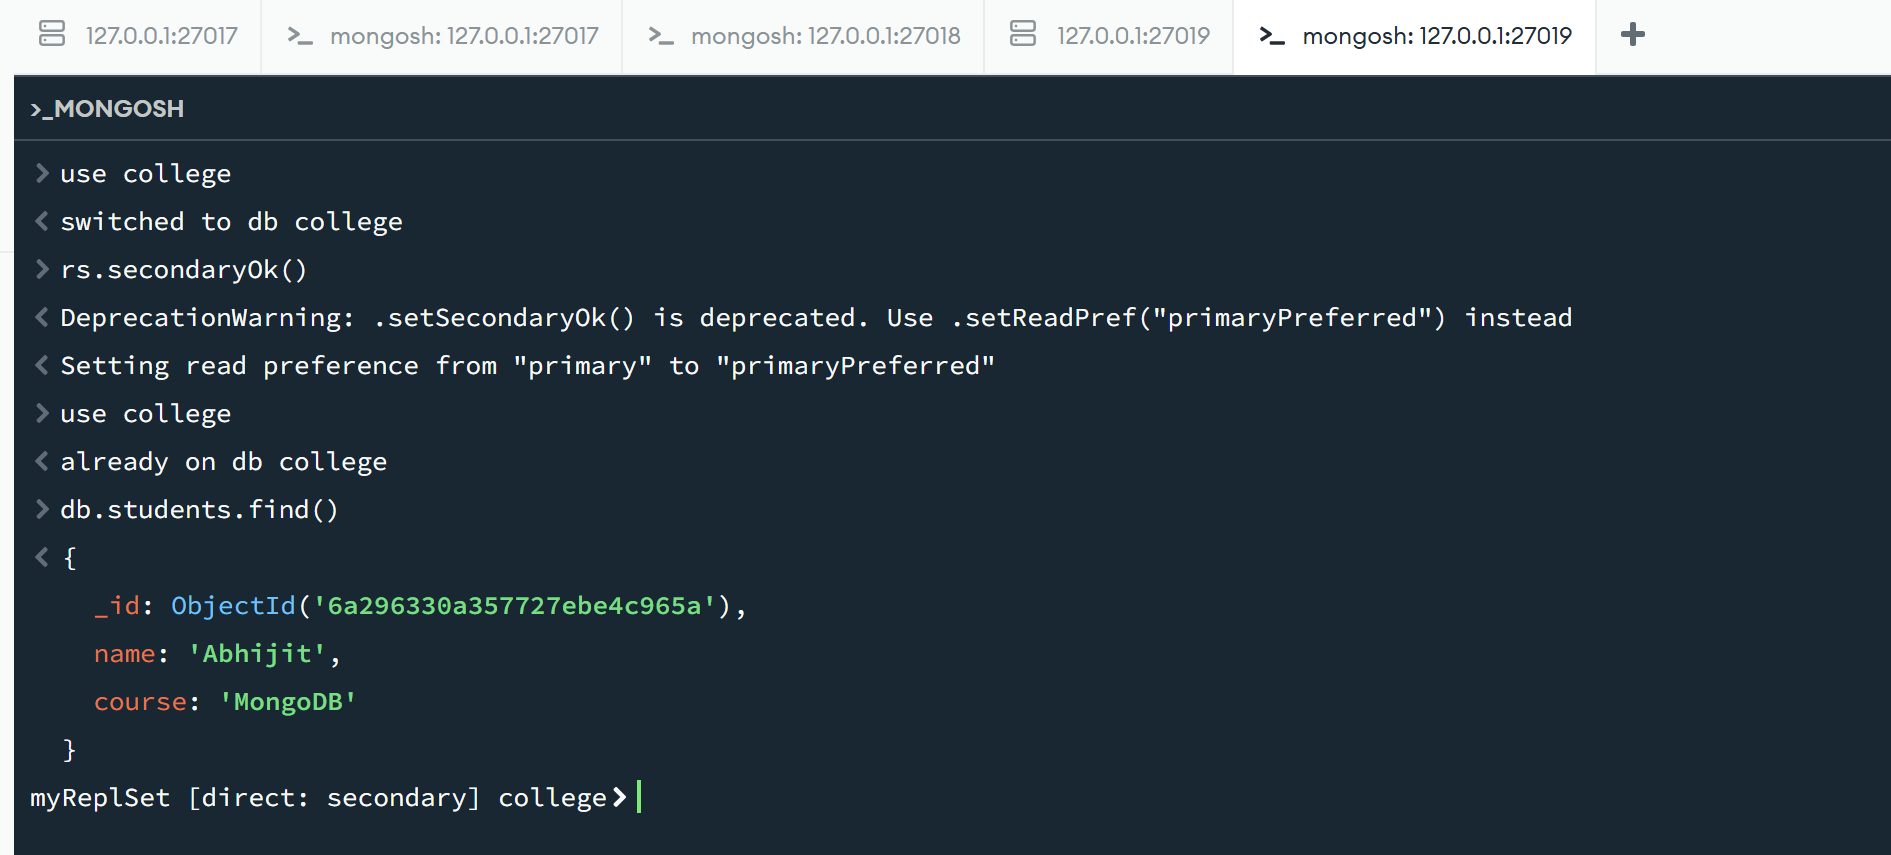 127.0.0.1:27017 mongosh: 127.0.0.1:27017 mongosh: 127.0.0.1:27018 127.0.0.1:27019 mongosh: 127.0.0.1:27019
>_MONGOSH
> use college
< switched to db college
> rs.secondaryOk()
< DeprecationWarning: .setSecondaryOk() is deprecated. Use .setReadPref("primaryPreferred") instead
< Setting read preference from "primary" to "primaryPreferred"
> use college
< already on db college
> db.students.find()
< {
_id: ObjectId('6a296330a357727ebe4c965a'),
name: 'Abhijit',
course: 'MongoDB'
}
myReplSet [direct: secondary] college>